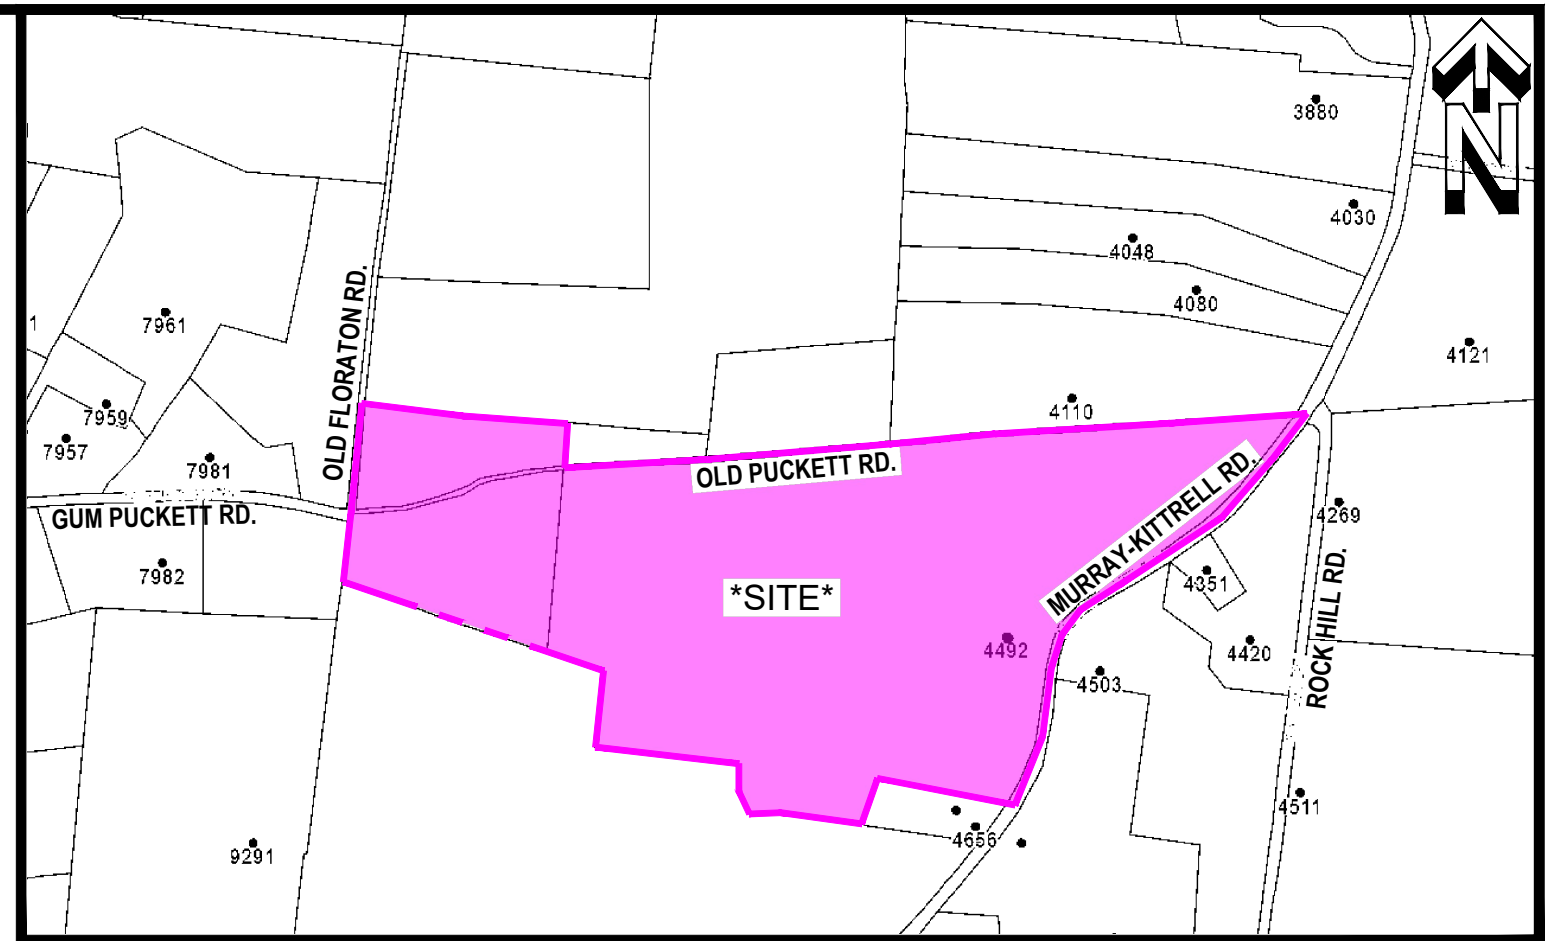 3880
N
4030
4048
4080
7961
1
4121
OLD FLORATON RD.
7959
4110
7957
7981
OLD PUCKETT RD.
MURRAY-KITTRELL RD.
GUM PUCKETT RD.
4269
7982
4351
*SITE*
ROCK HILL RD.
4492
4420
4503
4511
4656
9291